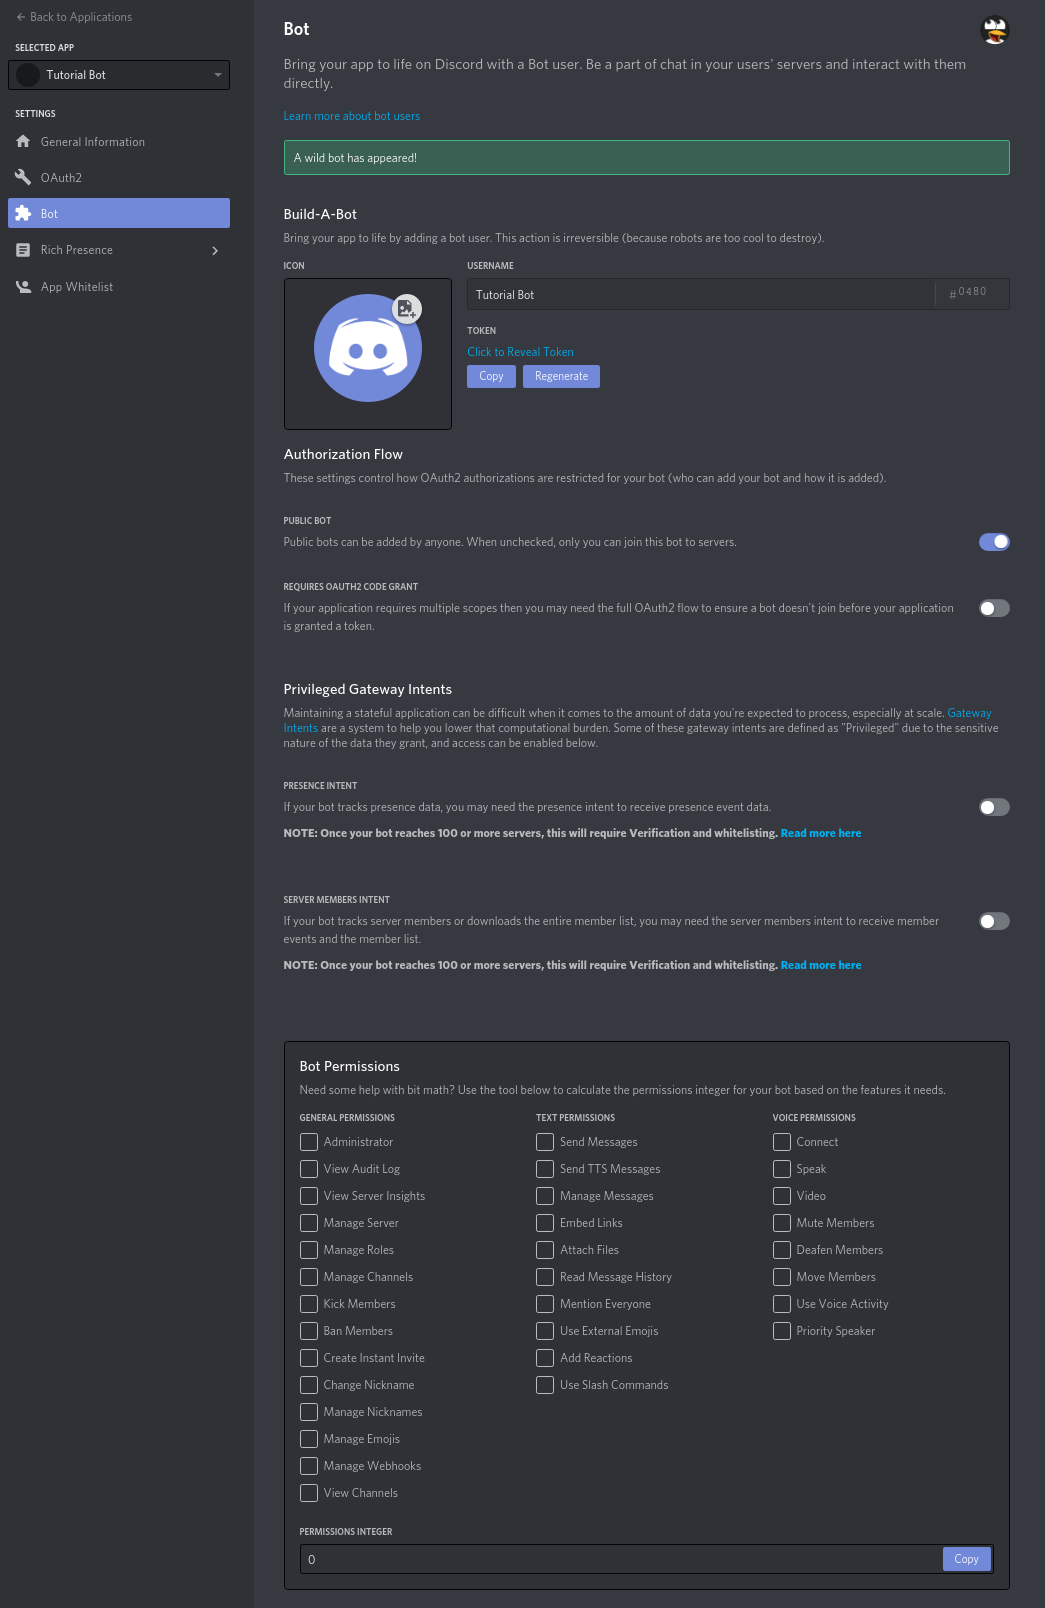 Back to Applications
SELECTED APP
Tutorial Bot
SETTINGS
General Information
OAuth2
Bot
Rich Presence
App Whitelist
Bot
Bring your app to life on Discord with a Bot user. Be a part of chat in your users' servers and interact with them
directly.
Learn more about bot users
A wild bot has appeared!
Build-A-Bot
Bring your app to life by adding a bot user. This action is irreversible (because robots are too cool to destroy).
ICON
USERNAME
Tutorial Bot #0480
TOKEN
Click to Reveal Token
Copy Regenerate
Authorization Flow
These settings control how OAuth2 authorizations are restricted for your bot (who can add your bot and how it is added).
PUBLIC BOT
Public bots can be added by anyone. When unchecked, only you can join this bot to servers.
REQUIRES OAUTH2 CODE GRANT
If your application requires multiple scopes then you may need the full OAuth2 flow to ensure a bot doesn't join before your application
is granted a token.
Privileged Gateway Intents
Maintaining a stateful application can be difficult when it comes to the amount of data you're expected to process, especially at scale. Gateway
Intents are a system to help you lower that computational burden. Some of these gateway intents are defined as "Privileged" due to the sensitive
nature of the data they grant, and access can be enabled below.
PRESENCE INTENT
If your bot tracks presence data, you may need the presence intent to receive presence event data.
NOTE: Once your bot reaches 100 or more servers, this will require Verification and whitelisting. Read more here
SERVER MEMBERS INTENT
If your bot tracks server members or downloads the entire member list, you may need the server members intent to receive member
events and the member list.
NOTE: Once your bot reaches 100 or more servers, this will require Verification and whitelisting. Read more here
Bot Permissions
Need some help with bit math? Use the tool below to calculate the permissions integer for your bot based on the features it needs.
GENERAL PERMISSIONS
Administrator
View Audit Log
View Server Insights
Manage Server
Manage Roles
Manage Channels
Kick Members
Ban Members
Create Instant Invite
Change Nickname
Manage Nicknames
Manage Emojis
Manage Webhooks
View Channels
TEXT PERMISSIONS
Send Messages
Send TTS Messages
Manage Messages
Embed Links
Attach Files
Read Message History
Mention Everyone
Use External Emojis
Add Reactions
Use Slash Commands
VOICE PERMISSIONS
Connect
Speak
Video
Mute Members
Deafen Members
Move Members
Use Voice Activity
Priority Speaker
PERMISSIONS INTEGER
0 Copy